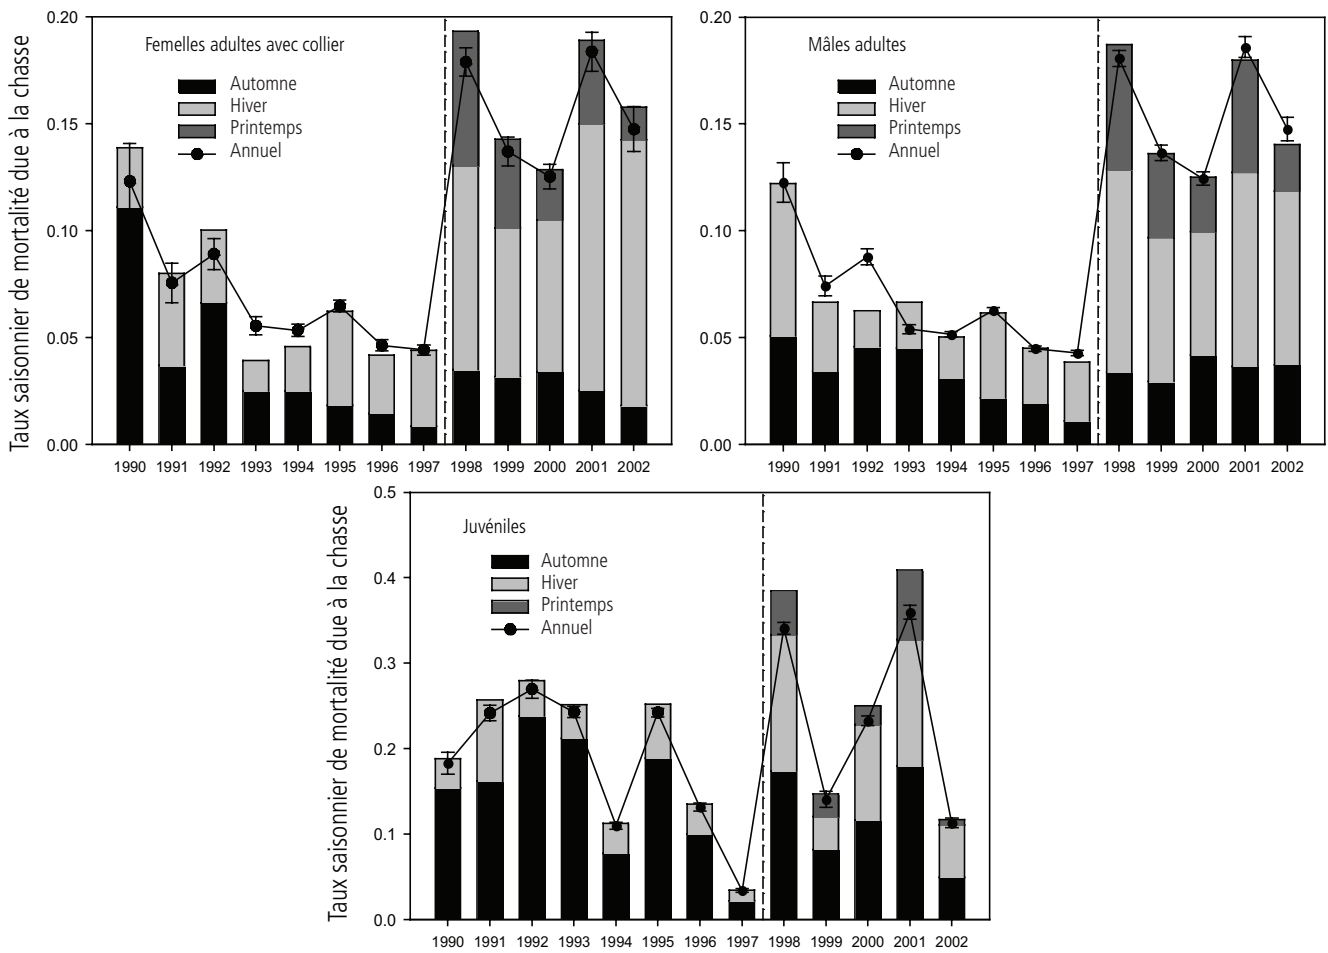 Taux saisonnier de mortalité due à la chasse
0.20
0.15
0.10
0.05
0.00
Femelles adultes avec collier
Automne
Hiver
Printemps
Annuel
1990 1991 1992 1993 1994 1995 1996 1997 1998 1999 2000 2001 2002
0.20
0.15
0.10
0.05
0.00
Mâles adultes
Automne
Hiver
Printemps
Annuel
1990 1991 1992 1993 1994 1995 1996 1997 1998 1999 2000 2001 2002
Taux saisonnier de mortalité due à la chasse
0.5
0.4
0.3
0.2
0.1
0.0
Juvéniles
Automne
Hiver
Printemps
Annuel
1990 1991 1992 1993 1994 1995 1996 1997 1998 1999 2000 2001 2002